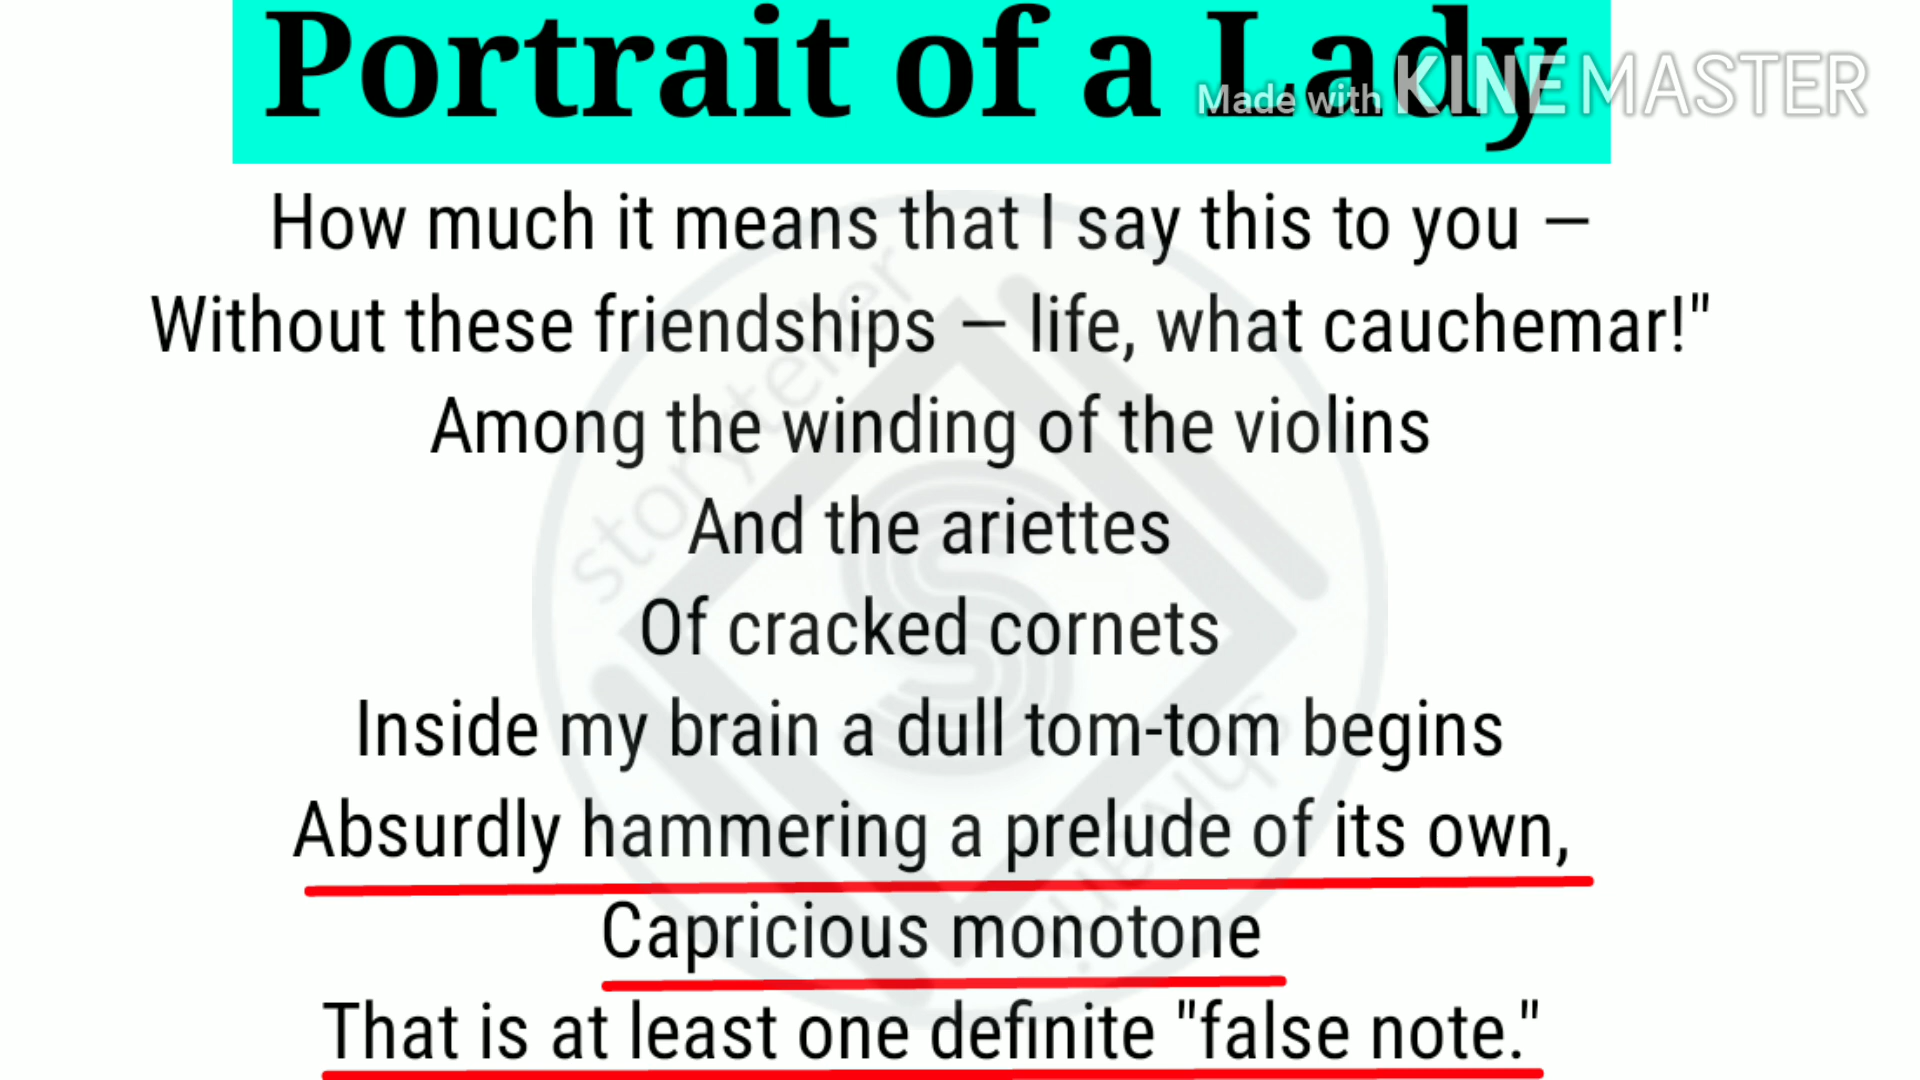 Portrait of a Lady
Made with KINEMASTER
How much it means that I say this to you —
Without these friendships — life, what cauchemar!"
Among the winding of the violins
And the ariettes
Of cracked cornets
Inside my brain a dull tom-tom begins
Absurdly hammering a prelude of its own,
Capricious monotone
That is at least one definite "false note."
storyteller
shivani